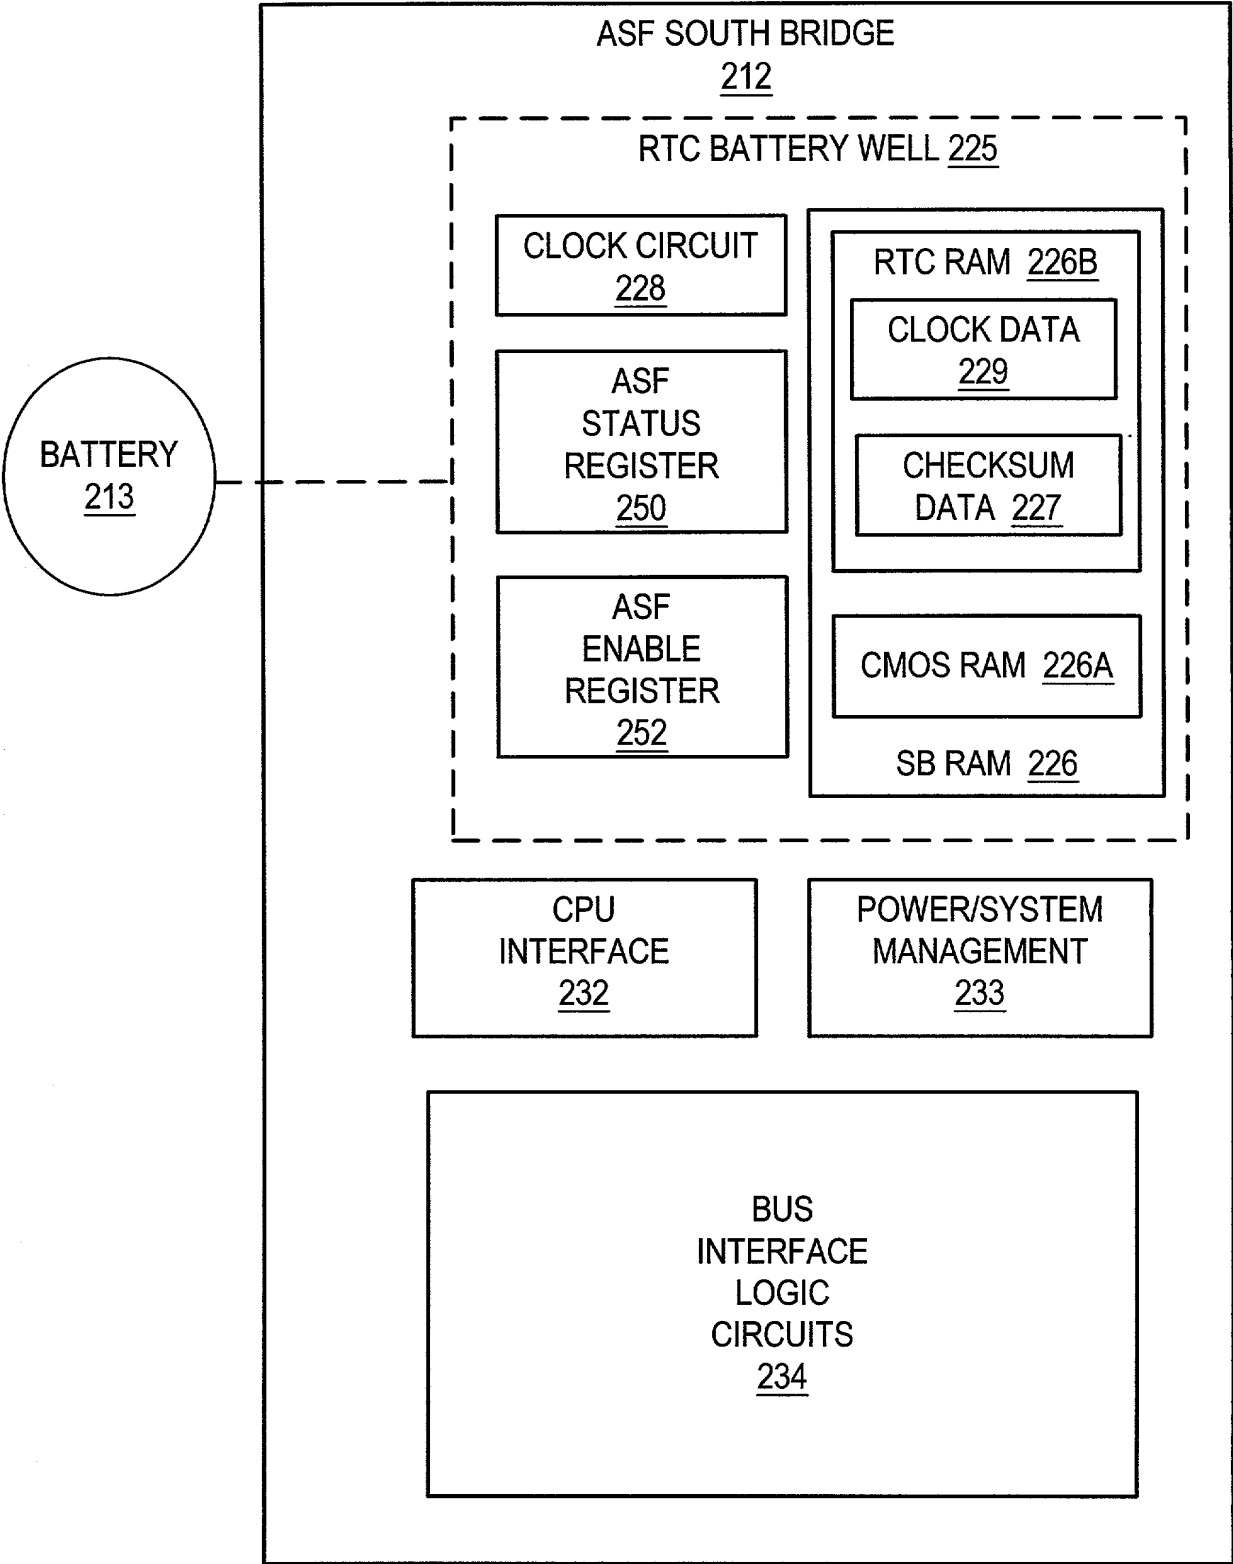 ASF SOUTH BRIDGE
212
RTC BATTERY WELL 225
CLOCK CIRCUIT
228
RTC RAM 226B
CLOCK DATA
229
ASF
STATUS
REGISTER
250
BATTERY
213
CHECKSUM
DATA 227
ASF
ENABLE
REGISTER
252
CMOS RAM 226A
SB RAM 226
CPU
INTERFACE
232
POWER/SYSTEM
MANAGEMENT
233
BUS
INTERFACE
LOGIC
CIRCUITS
234